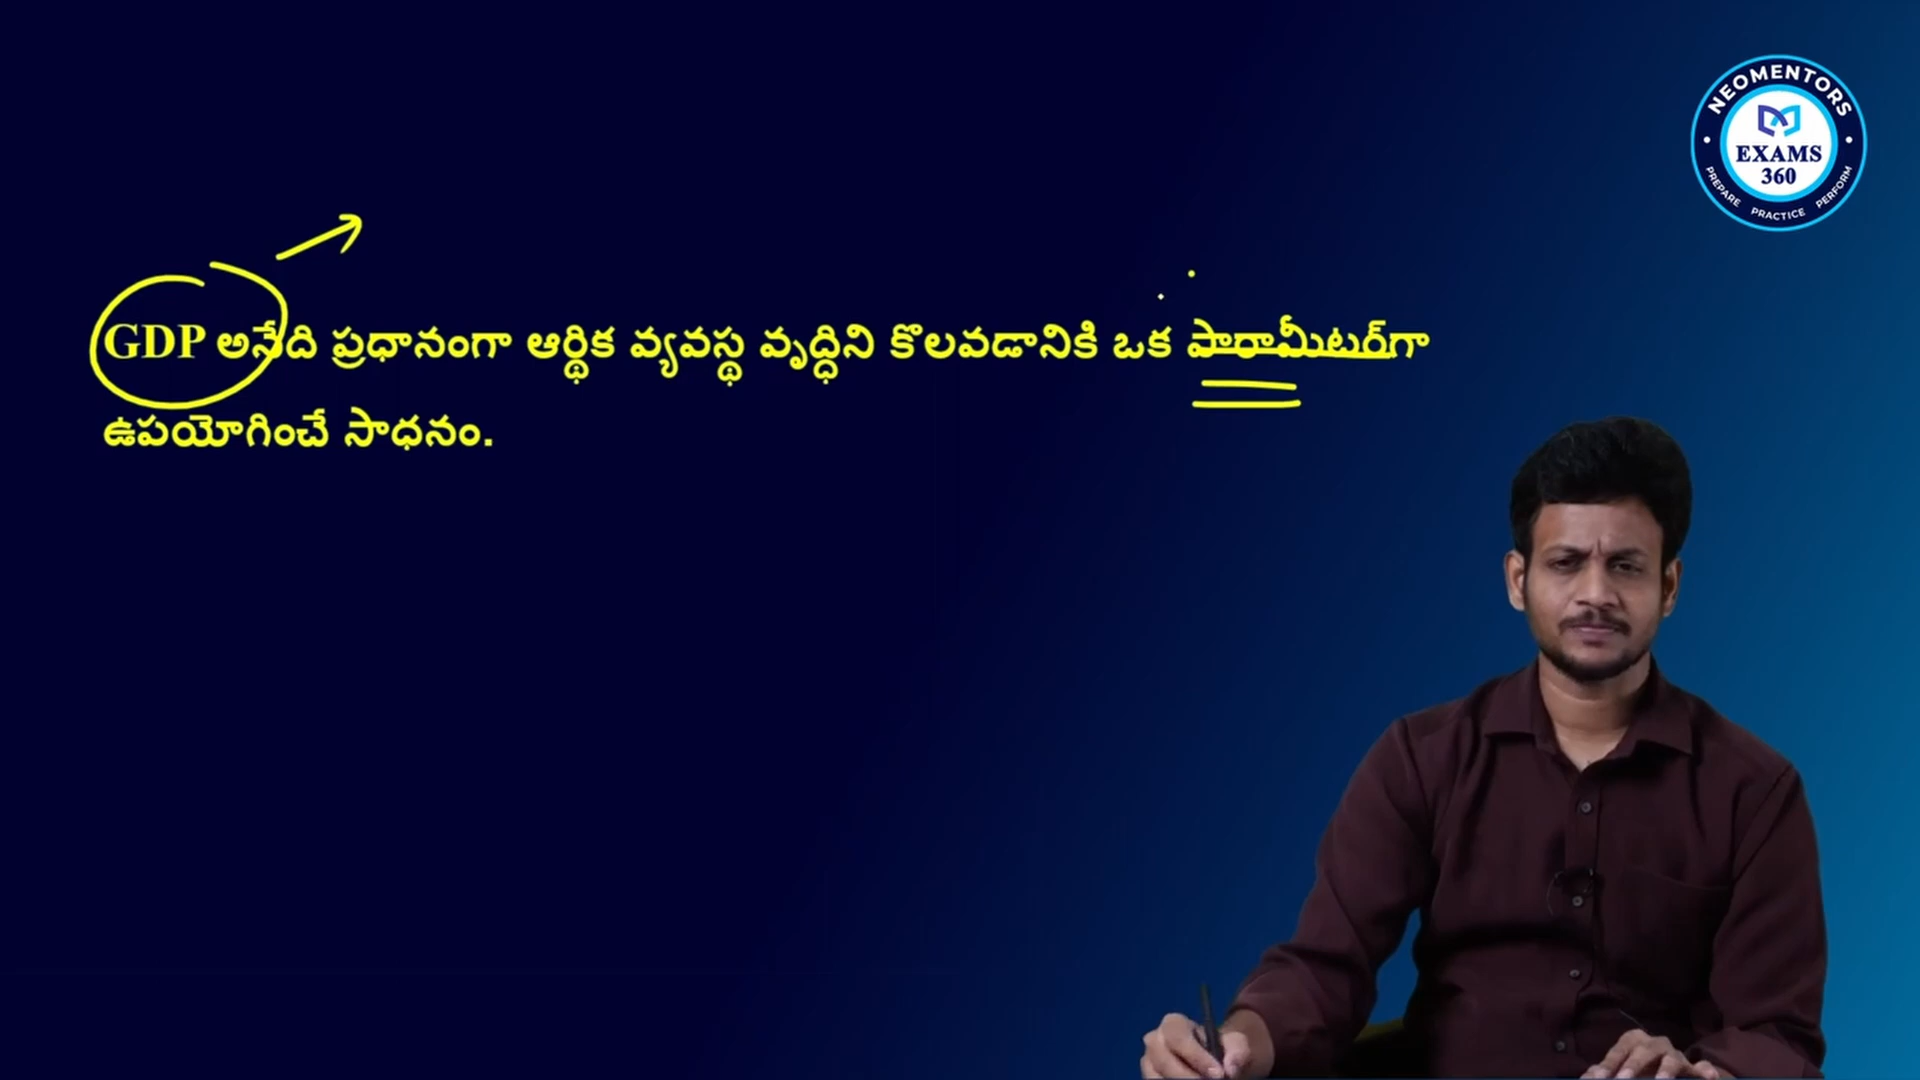 NEOMENTORS
EXAMS
360
PREPARE PRACTICE PERFORM
GDP అనేది ప్రధానంగా ఆర్థిక వ్యవస్థ వృద్ధిని కొలవడానికి ఒక పారామీటర్‌గా
ఉపయోగించే సాధనం.